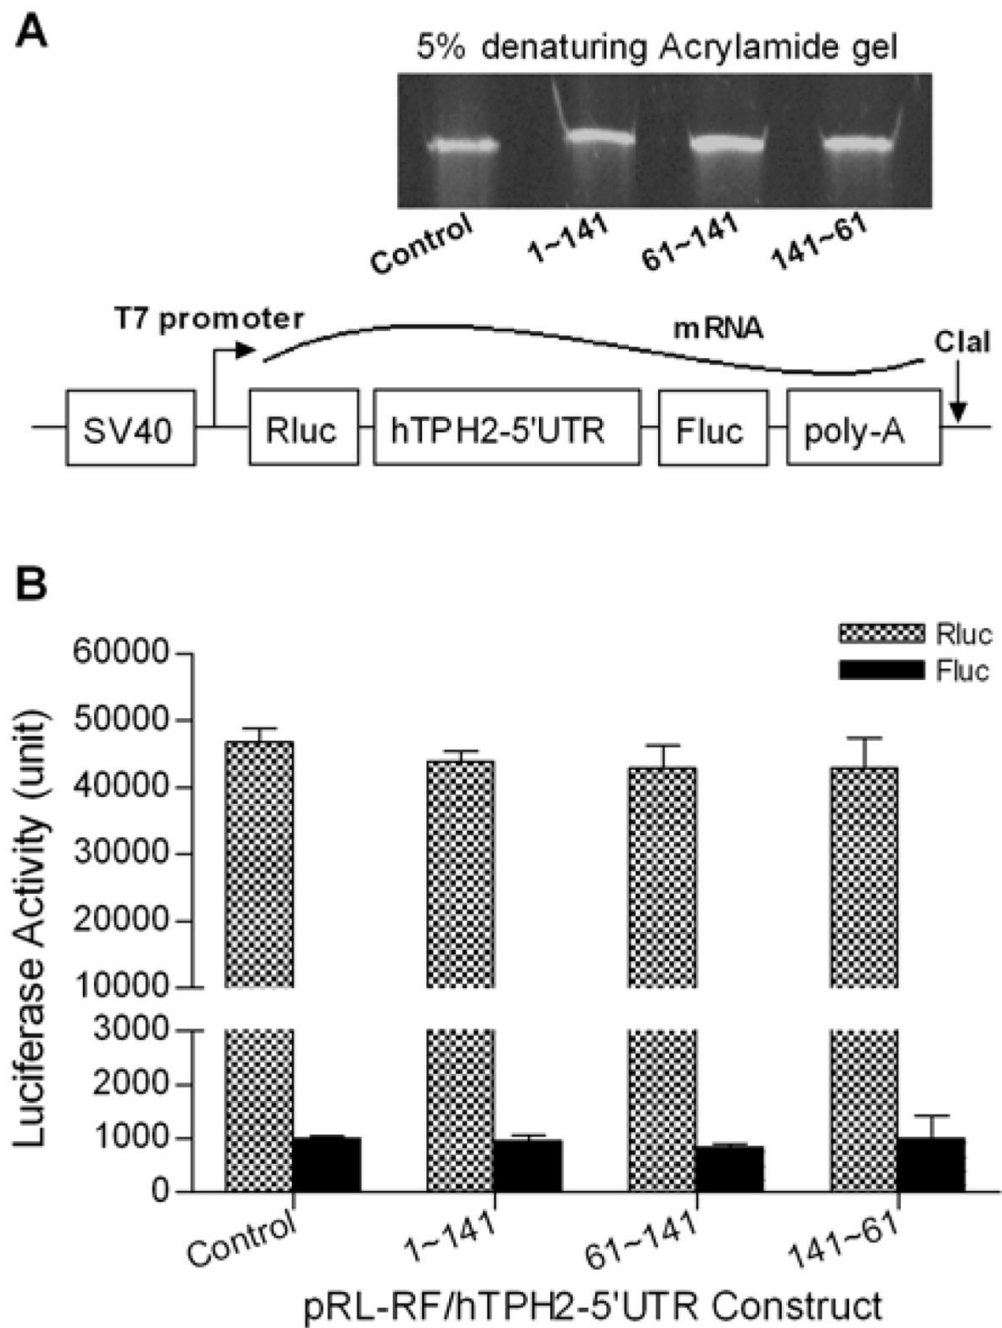 A
5% denaturing Acrylamide gel
Control 1~141 61~141 141~61
T7 promoter
mRNA
ClaI
SV40 Rluc hTPH2-5'UTR Fluc poly-A
B
Rluc
Fluc
60000
50000
40000
30000
20000
10000
3000
2000
1000
0
Luciferase Activity (unit)
Control 1~141 61~141 141~61
pRL-RF/hTPH2-5'UTR Construct